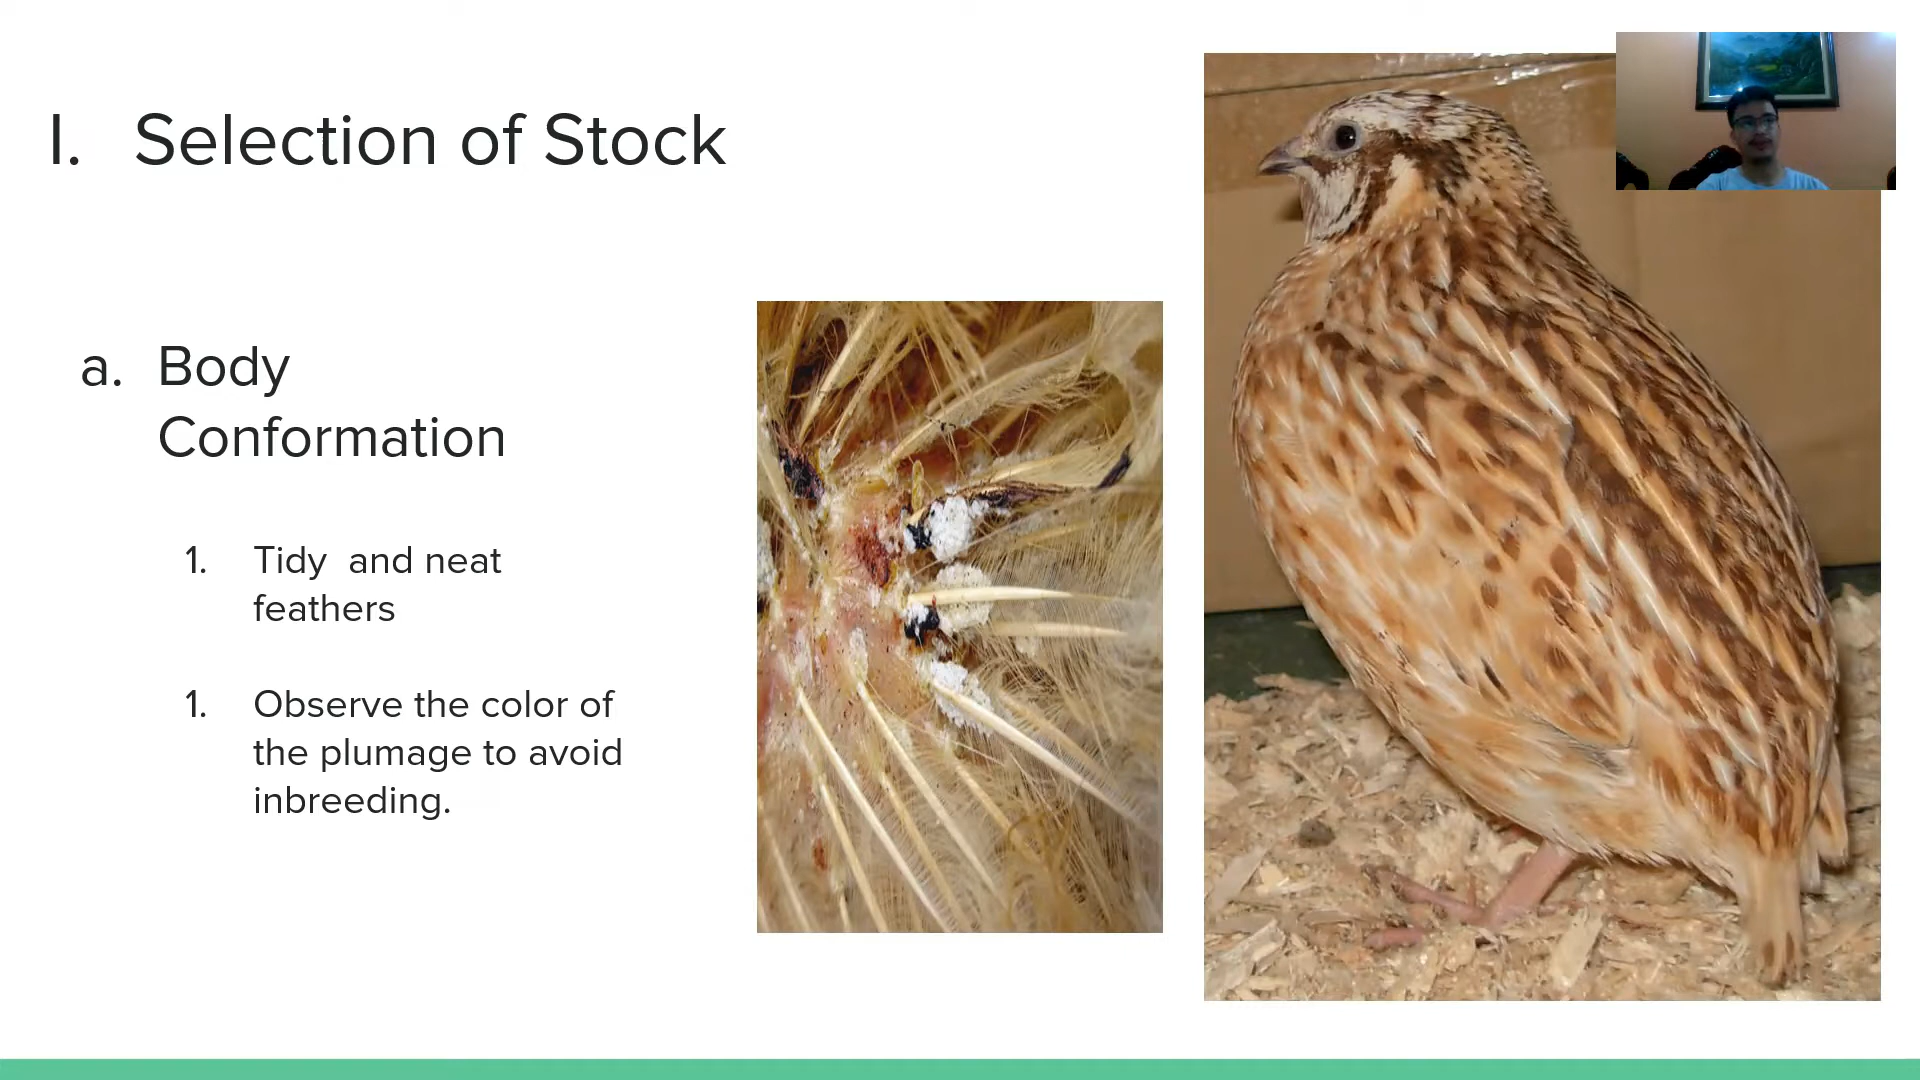 I. Selection of Stock
a. Body
Conformation
1. Tidy  and neat
feathers
1. Observe the color of
the plumage to avoid
inbreeding.